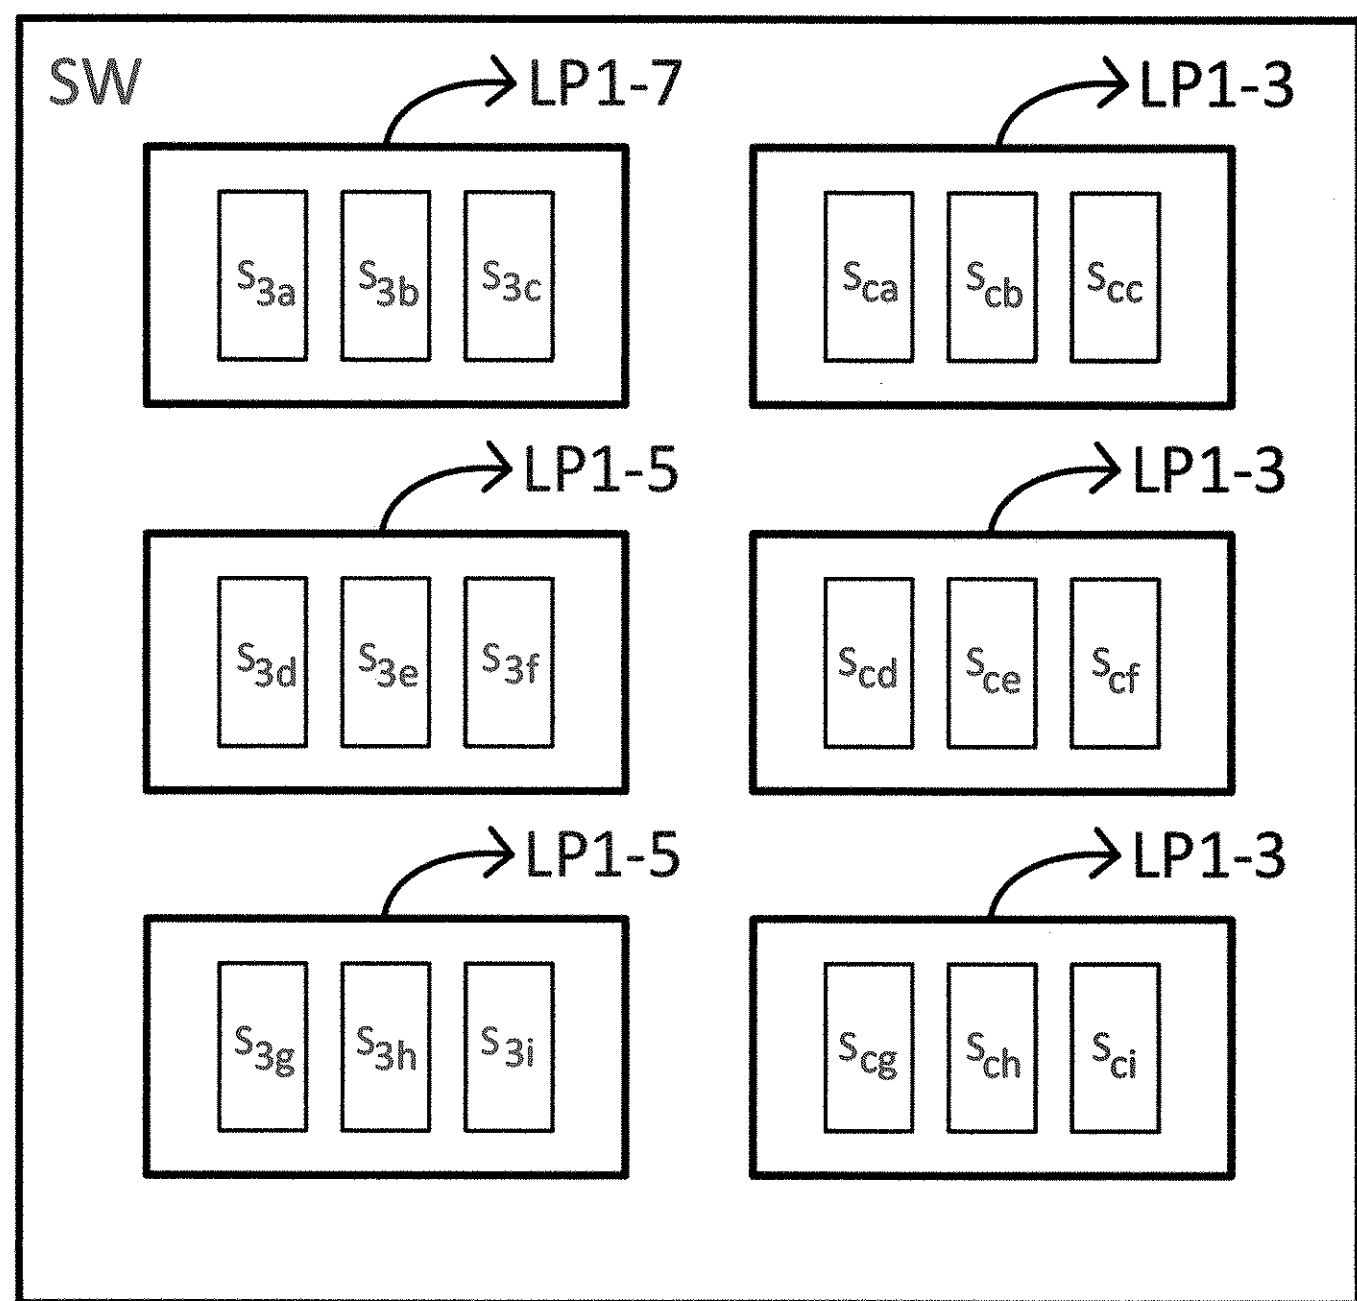 SW
LP1-7 LP1-3
S3a S3b S3c Sca Scb Scc
LP1-5 LP1-3
S3d S3e S3f Scd Sce Scf
LP1-5 LP1-3
S3g S3h S3i Scg Sch Sci